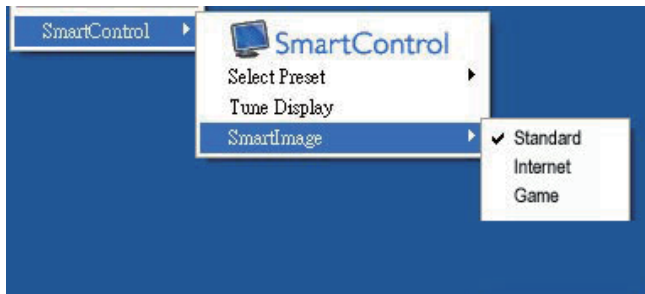 SmartControl
SmartControl
Select Preset
Tune Display
SmartImage
Standard
Internet
Game